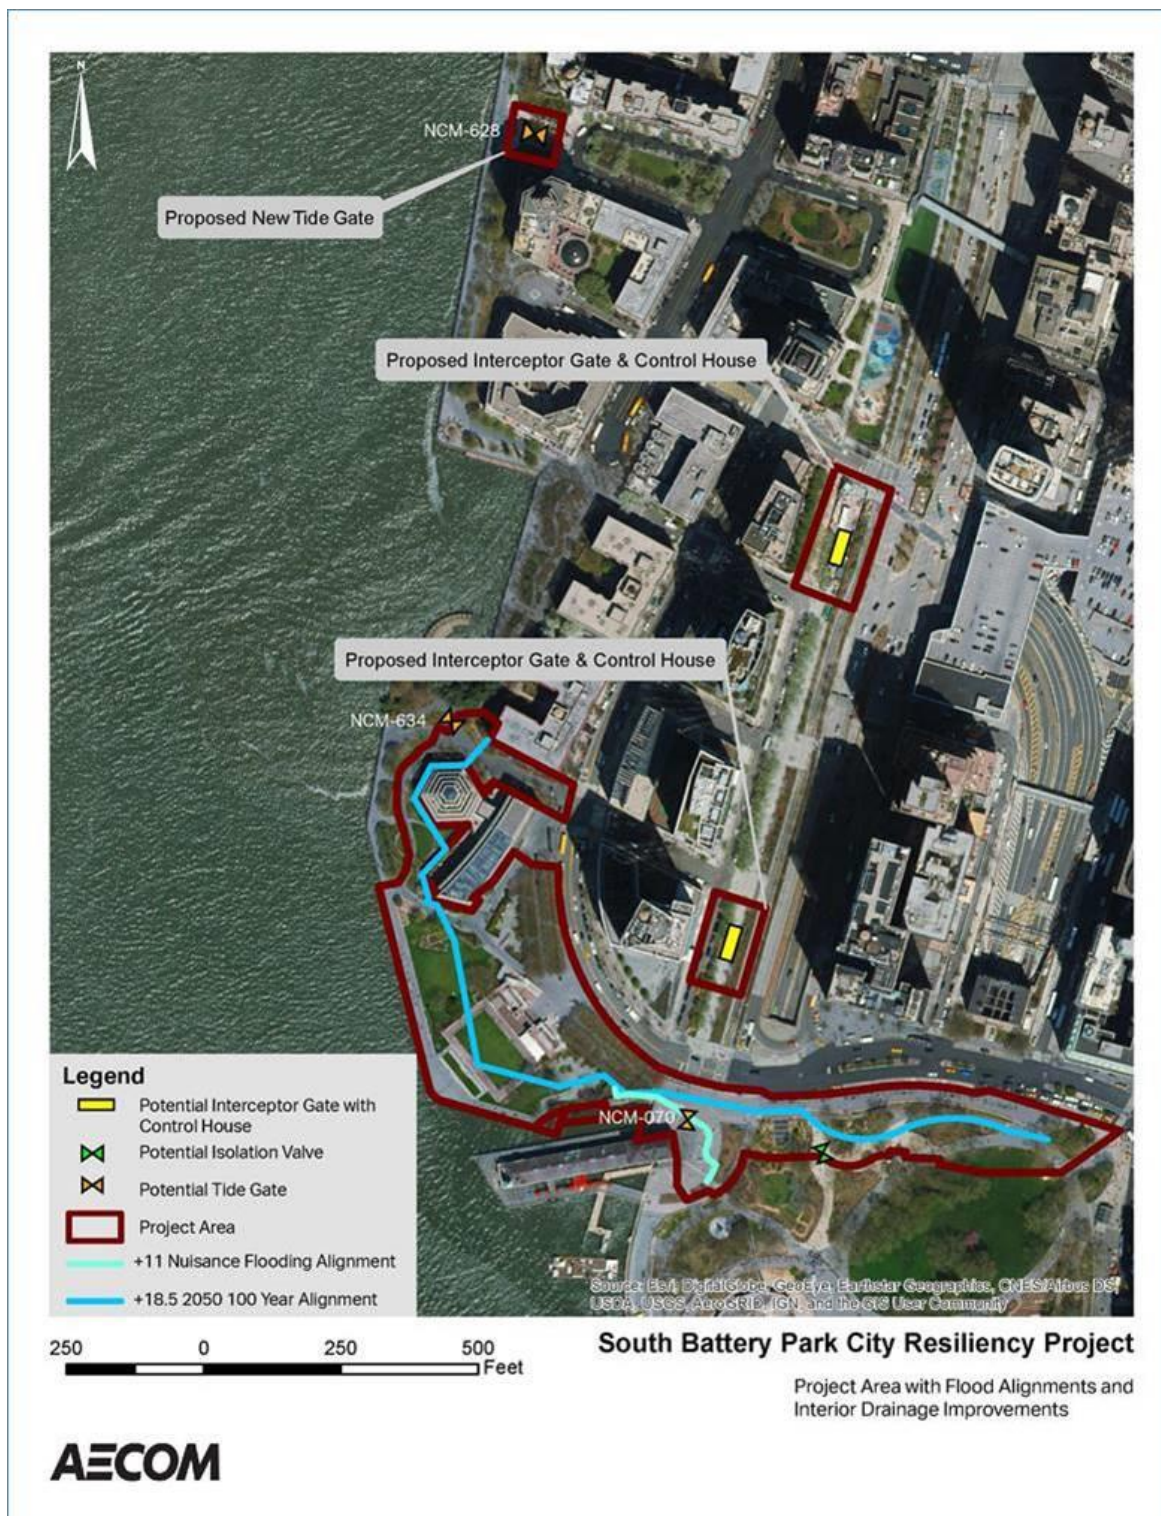 N
NCM-628
Proposed New Tide Gate
Proposed Interceptor Gate & Control House
Proposed Interceptor Gate & Control House
NCM-634
NCM-070
Legend
Potential Interceptor Gate with
Control House
Potential Isolation Valve
Potential Tide Gate
Project Area
+11 Nuisance Flooding Alignment
+18.5 2050 100 Year Alignment
Source: Esri, DigitalGlobe, GeoEye, Earthstar Geographics, CNES/Airbus DS,
USDA, USGS, AeroGRID, IGN, and the GIS User Community
250 0 250 500
Feet
South Battery Park City Resiliency Project
Project Area with Flood Alignments and
Interior Drainage Improvements
AECOM